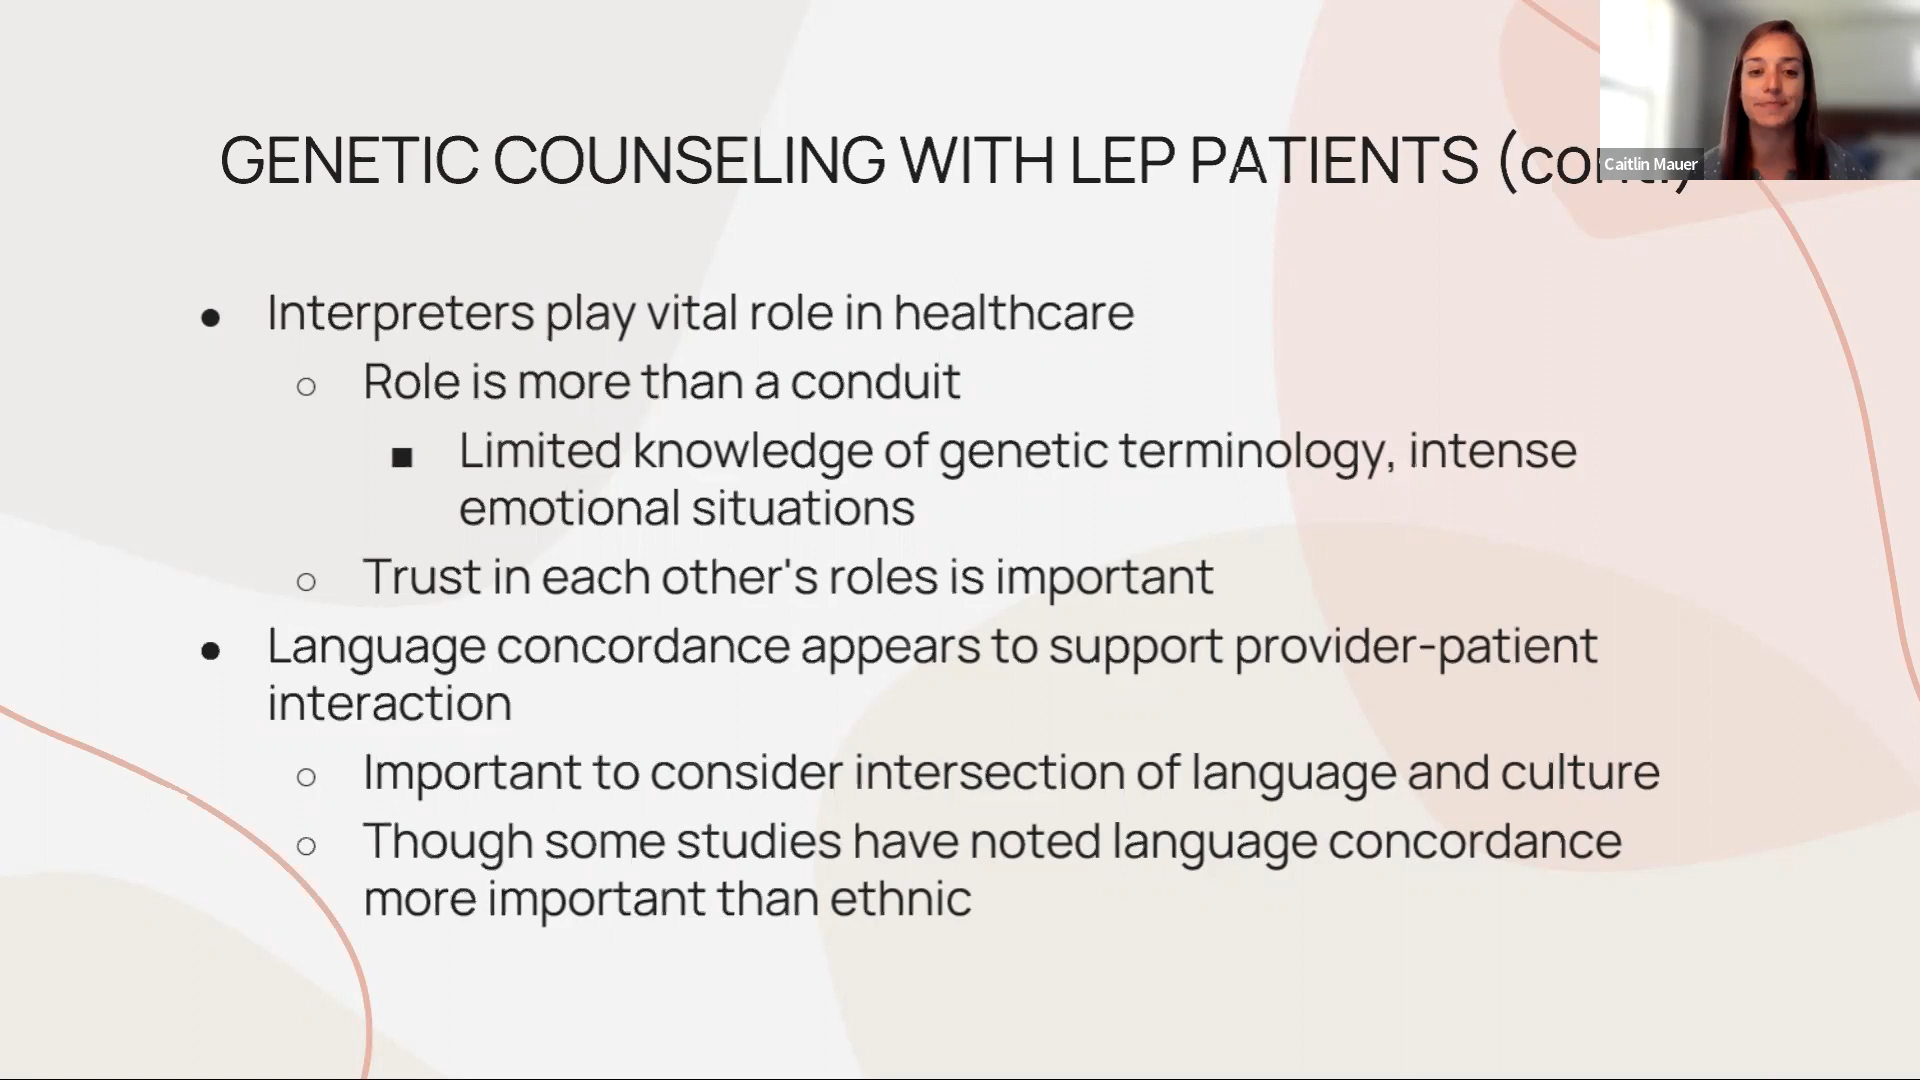 GENETIC COUNSELING WITH LEP PATIENTS
Caitlin Mauer
● Interpreters play vital role in healthcare
○ Role is more than a conduit
■ Limited knowledge of genetic terminology, intense
emotional situations
○ Trust in each other's roles is important
● Language concordance appears to support provider-patient
interaction
○ Important to consider intersection of language and culture
○ Though some studies have noted language concordance
more important than ethnic